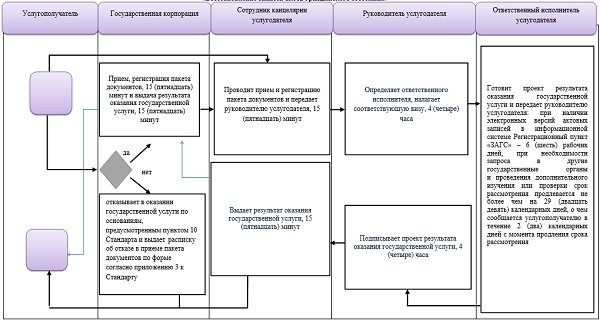 Услугополучатель
Государственная корпорация
Сотрудник канцелярии
услугодателя
Руководитель услугодателя
Ответственный исполнитель
услугодателя
Прием, регистрация пакета
документов, 15 (пятнадцать)
минут и выдача результата
оказания государственной
услуги, 15 (пятнадцать)
минут
да
нет
отказывает в оказании
государственной услуги по
основаниям,
предусмотренным пунктом 10
Стандарта и выдает расписку
об отказе в приеме пакета
документов по форме
согласно приложению 3 к
Стандарту
Проводит прием и регистрацию
пакета документов и передает
руководителю услугодателя, 15
(пятнадцать) минут
Выдает результат оказания
государственной услуги, 15
(пятнадцать) минут
Определяет ответственного
исполнителя, налагает
соответствующую визу, 4 (четыре)
часа
Подписывает проект результата
оказания государственной услуги, 4
(четыре) часа
Готовит проект результата
оказания государственной услуги
и передает руководителю
услугодателя: при наличии
электронных версий актовых
записей в информационной
системе Регистрационный пункт
«ЗАГС» – 6 (шесть) рабочих
дней, при необходимости
запроса в другие
государственные органы
и проведения дополнительного
изучения или проверки срок
рассмотрения продлевается не
более чем на 29 (двадцать
девять) календарных дней, о чем
сообщается услугополучателю в
течение 2 (два) календарных
дней с момента продления срока
рассмотрения